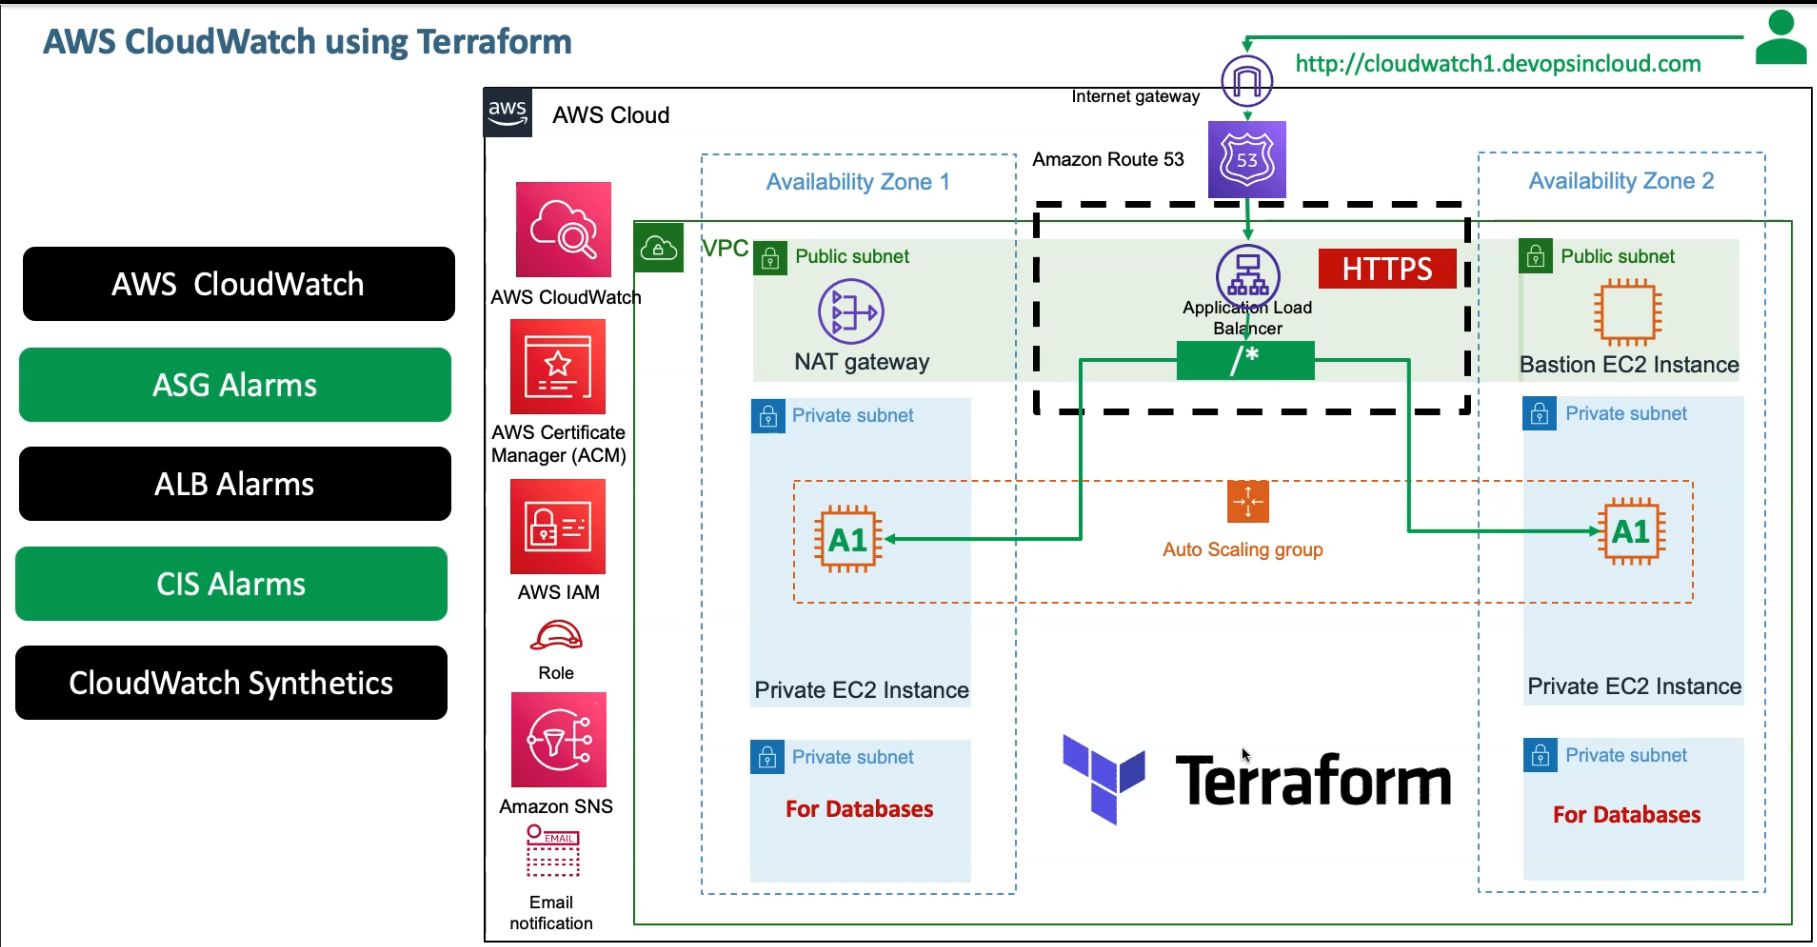 AWS CloudWatch using Terraform
http://cloudwatch1.devopsincloud.com
Internet gateway
aws
AWS Cloud
Amazon Route 53
53
Availability Zone 1
Availability Zone 2
AWS CloudWatch
ASG Alarms
ALB Alarms
CIS Alarms
CloudWatch Synthetics
AWS CloudWatch
AWS Certificate
Manager (ACM)
AWS IAM
Role
Amazon SNS
EMAIL
Email
notification
VPC
Public subnet
NAT gateway
HTTPS
Application Load
Balancer
/*
Public subnet
Bastion EC2 Instance
Private subnet
A1
Private EC2 Instance
Auto Scaling group
Private subnet
A1
Private EC2 Instance
Private subnet
For Databases
Terraform
Private subnet
For Databases